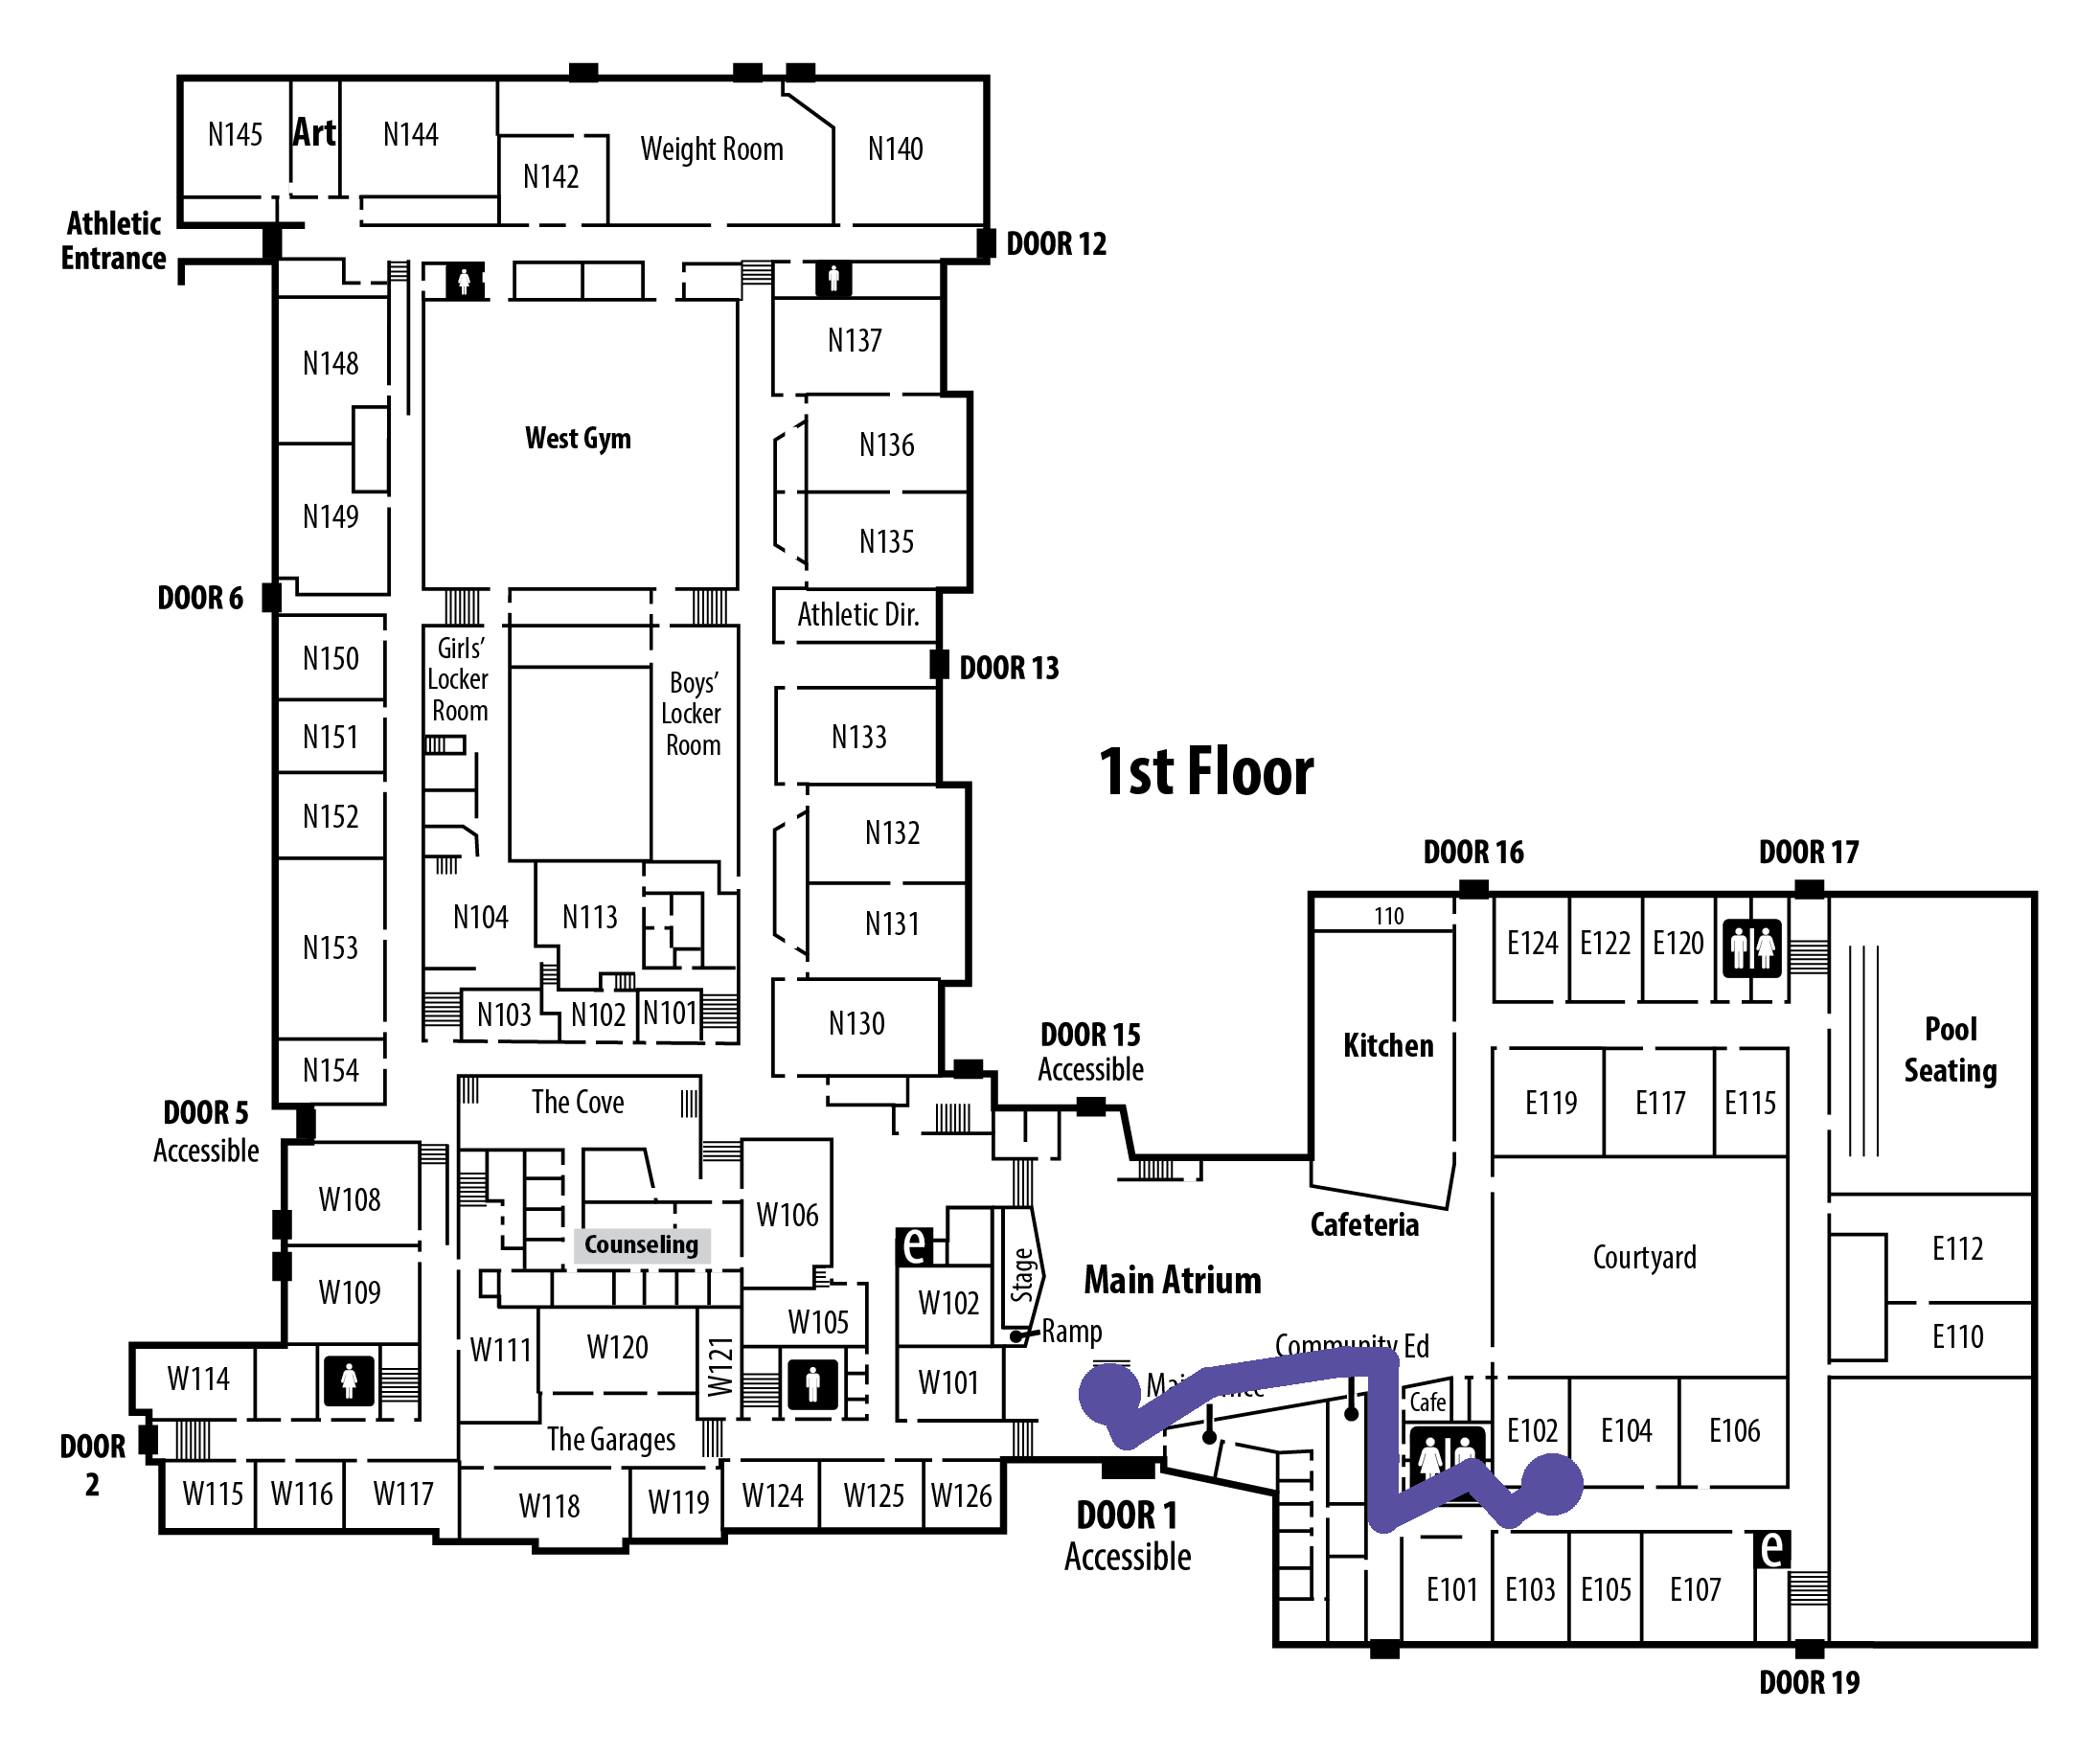 N145
Art
N144
N142
Weight Room
N140
Athletic
Entrance
DOOR 12
N148
N137
West Gym
N136
N149
N135
DOOR 6
Athletic Dir.
N150
Girls'
Locker
Room
DOOR 13
Boys'
Locker
Room
N151
N133
1st Floor
N152
N132
DOOR 16
DOOR 17
N153
N104
N113
N131
110
E124
E122
E120
N103
N102
N101
N130
DOOR 15
Accessible
Kitchen
Pool
Seating
N154
The Cove
E119
E117
E115
DOOR 5
Accessible
W108
W106
Cafeteria
Counseling
e
Stage
Main Atrium
Courtyard
E112
W109
W102
W105
Ramp
E110
W111
W120
W121
Community Ed
W114
W101
Cafe
The Garages
E102
E104
E106
DOOR
2
W115
W116
W117
W118
W119
W124
W125
W126
DOOR 1
Accessible
e
E101
E103
E105
E107
DOOR 19